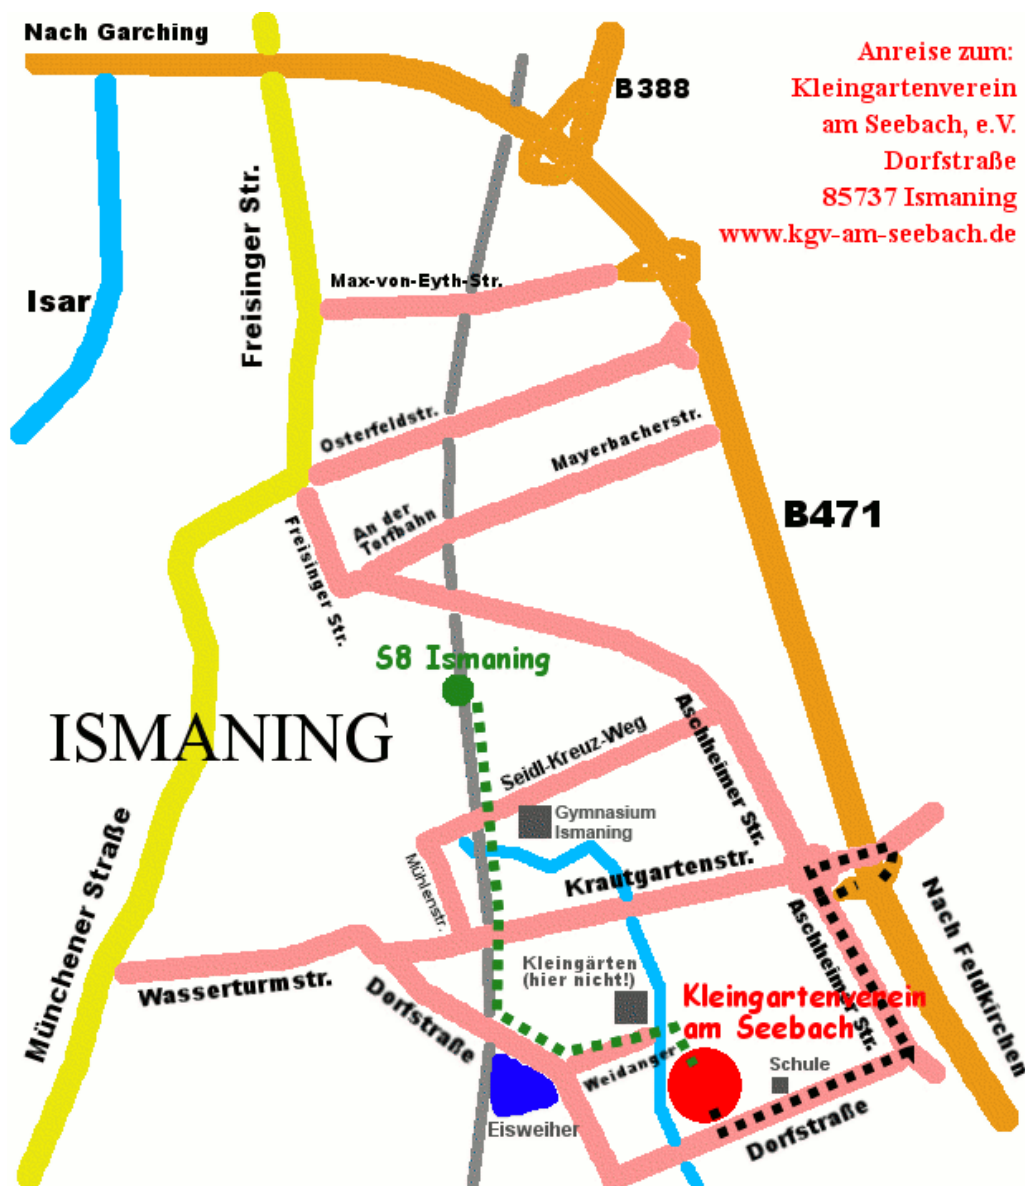 Nach Garching
B388
Anreise zum:
Kleingartenverein
am Seebach, e.V.
Dorfstraße
85737 Ismaning
www.kgv-am-seebach.de
Freisinger Str.
Isar
Max-von-Eyth-Str.
Osterfeldstr.
Mayerbacherstr.
An der
Torfbahn
Freisinger Str.
B471
S8 Ismaning
ISMANING
Seidl-Kreuz-Weg
Aschheimer Str.
Gymnasium
Ismaning
Mühlenstr.
Krautgartenstr.
Münchener Straße
Wasserturmstr.
Dorfstraße
Kleingärten
(hier nicht!)
Aschheimer Str.
Nach Feldkirchen
Kleingartenverein
am Seebach
Weidanger
Schule
Eisweiher
Dorfstraße